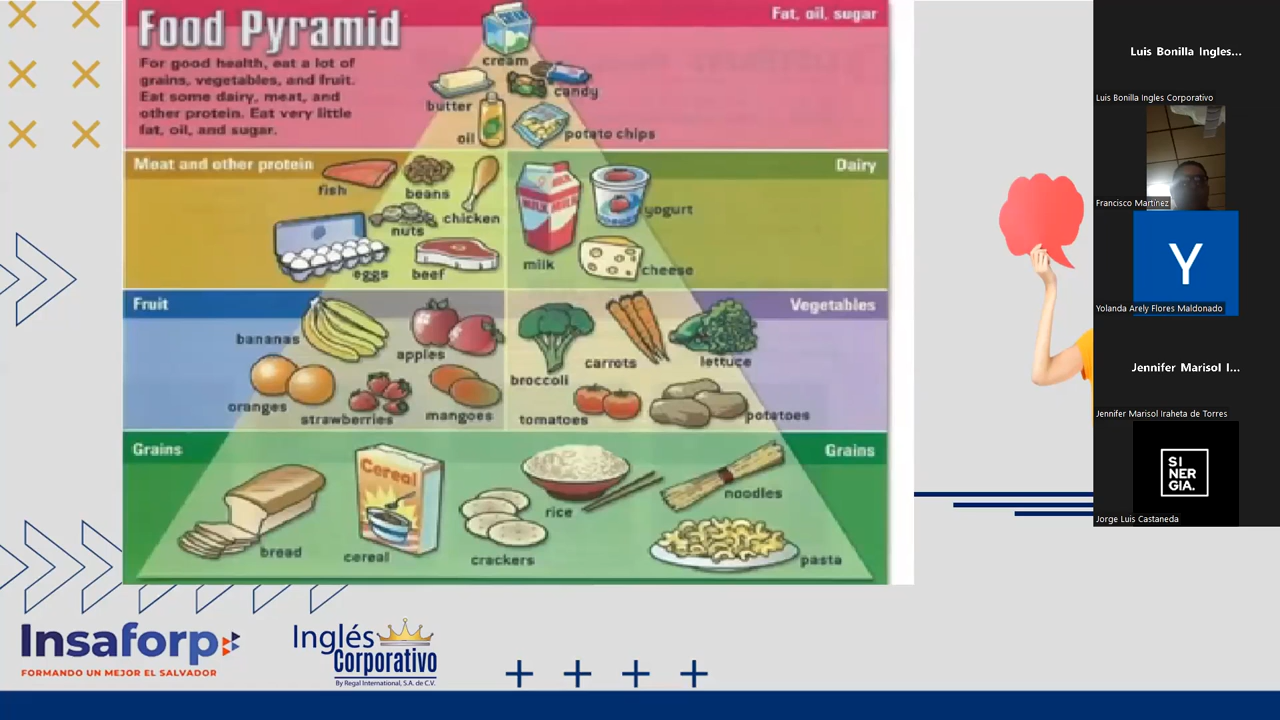 Food Pyramid
For good health, eat a lot of
grains, vegetables, and fruit.
Eat some dairy, meat, and
other protein. Eat very little
fat, oil, and sugar.
Fat, oil, sugar
cream
butter
candy
oil
potato chips
Meat and other protein
fish
beans
chicken
nuts
eggs
beef
Dairy
MILK
yogurt
milk
cheese
Fruit
bananas
apples
oranges
strawberries
mangoes
Vegetables
broccoli
carrots
lettuce
tomatoes
potatoes
Grains
Grains
bread
Cereal
cereal
crackers
rice
noodles
pasta
Insaforp
FORMANDO UN MEJOR EL SALVADOR
Inglés
Corporativo
By Regal International, S.A. de C.V.
Luis Bonilla Ingles...
Luis Bonilla Ingles Corporativo
Francisco Martinez
Y
Yolanda Arely Flores Maldonado
Jennifer Marisol I...
Jennifer Marisol Iraheta de Torres
SI
NER
GIA.
Jorge Luis Castaneda